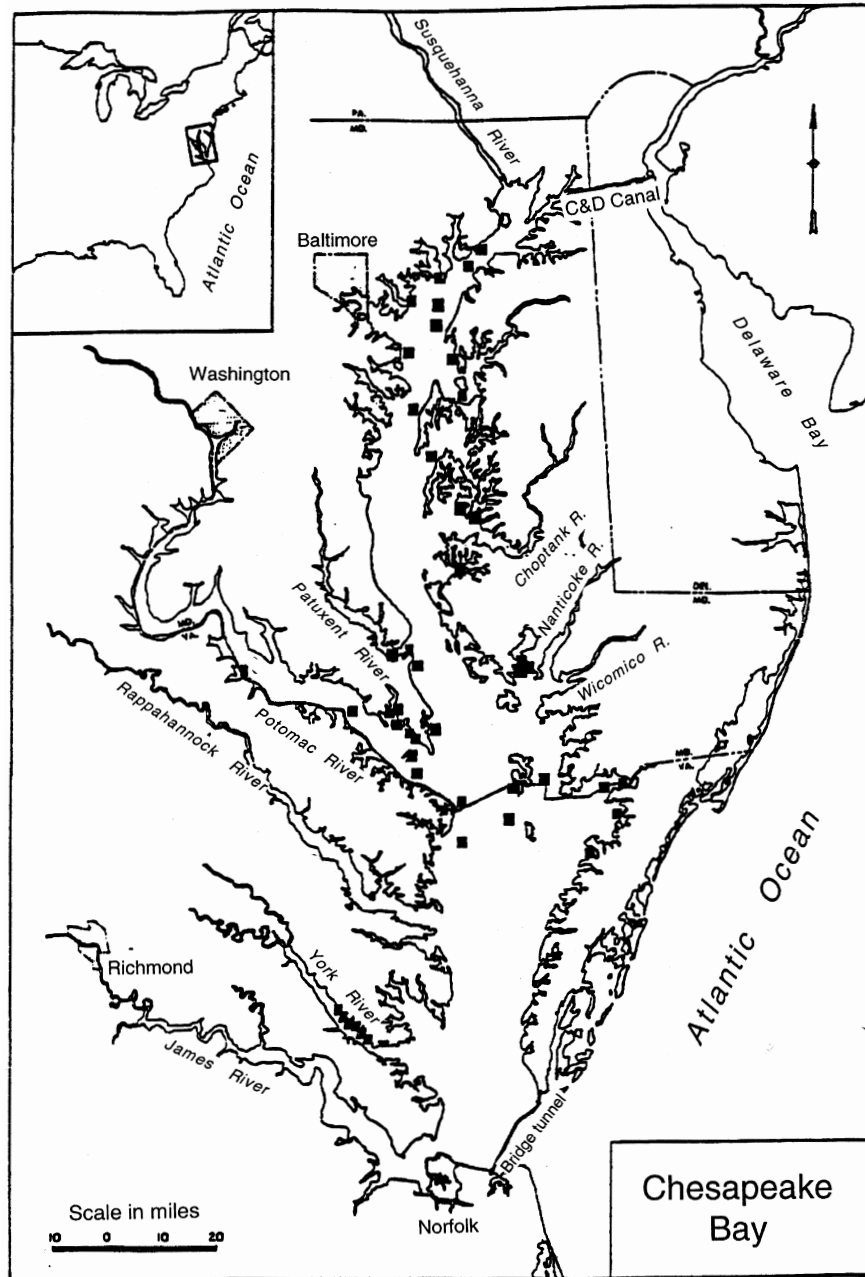 Susquehanna
River
PA.
MD.
C&D Canal
Atlantic Ocean
Baltimore
Delaware
Bay
Washington
Choptank R.
Nanticoke R.
DEL.
MD.
Patuxent
River
MD.
VA.
Wicomico R.
Rappahannock
River
Potomac
River
MD.
VA.
Atlantic Ocean
Richmond
York
River
James
River
Bridge tunnel
Chesapeake
Bay
Scale in miles
10 0 10 20
Norfolk